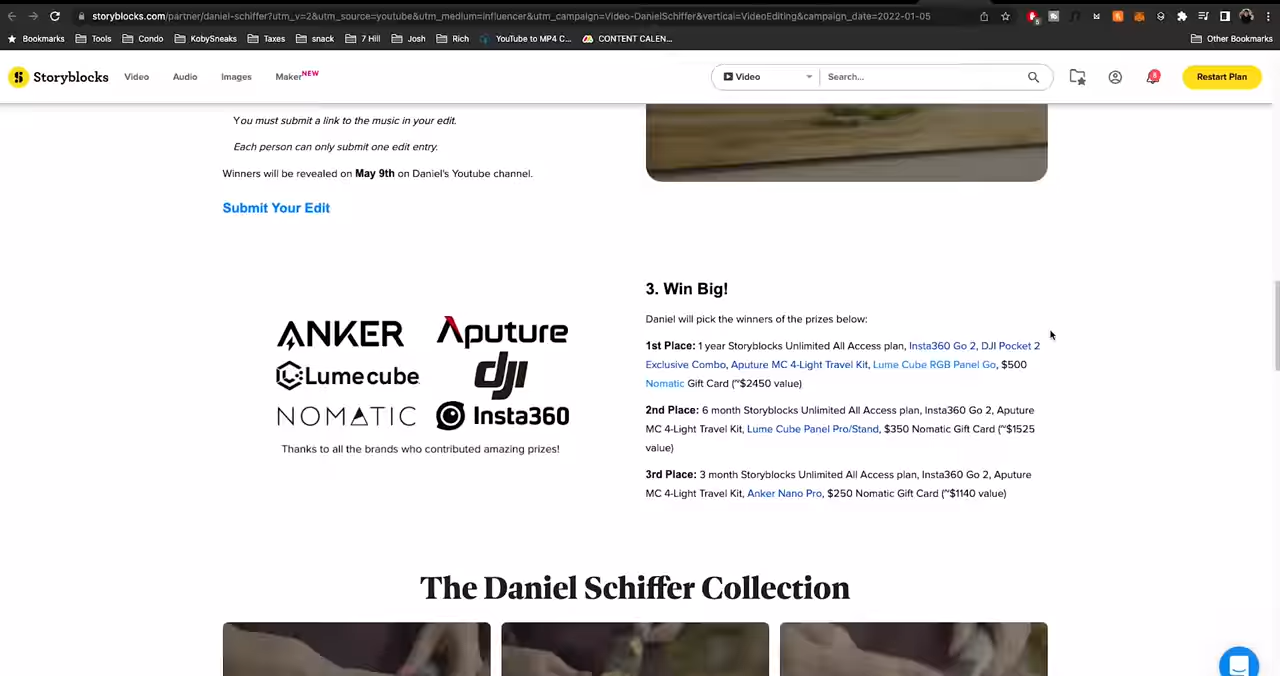 storyblocks.com/partner/daniel-schiffer?utm_v=2&utm_source=youtube&utm_medium=influencer&utm_campaign=Video-DanielSchiffer&vertical=VideoEditing&campaign_date=2022-01-05
Bookmarks Tools Condo KobySneaks Taxes snack 7 Hill Josh Rich YouTube to MP4 C... CONTENT CALEN... Other Bookmarks
Storyblocks Video Audio Images Maker NEW Video Search... 8 Restart Plan
You must submit a link to the music in your edit.
Each person can only submit one edit entry.
Winners will be revealed on May 9th on Daniel's Youtube channel.
Submit Your Edit
ANKER Aputure
Lume cube dji
NOMATIC Insta360
Thanks to all the brands who contributed amazing prizes!
3. Win Big!
Daniel will pick the winners of the prizes below:
1st Place: 1 year Storyblocks Unlimited All Access plan, Insta360 Go 2, DJI Pocket 2
Exclusive Combo, Aputure MC 4-Light Travel Kit, Lume Cube RGB Panel Go, $500
Nomatic Gift Card (~$2450 value)
2nd Place: 6 month Storyblocks Unlimited All Access plan, Insta360 Go 2, Aputure
MC 4-Light Travel Kit, Lume Cube Panel Pro/Stand, $350 Nomatic Gift Card (~$1525
value)
3rd Place: 3 month Storyblocks Unlimited All Access plan, Insta360 Go 2, Aputure
MC 4-Light Travel Kit, Anker Nano Pro, $250 Nomatic Gift Card (~$1140 value)
The Daniel Schiffer Collection